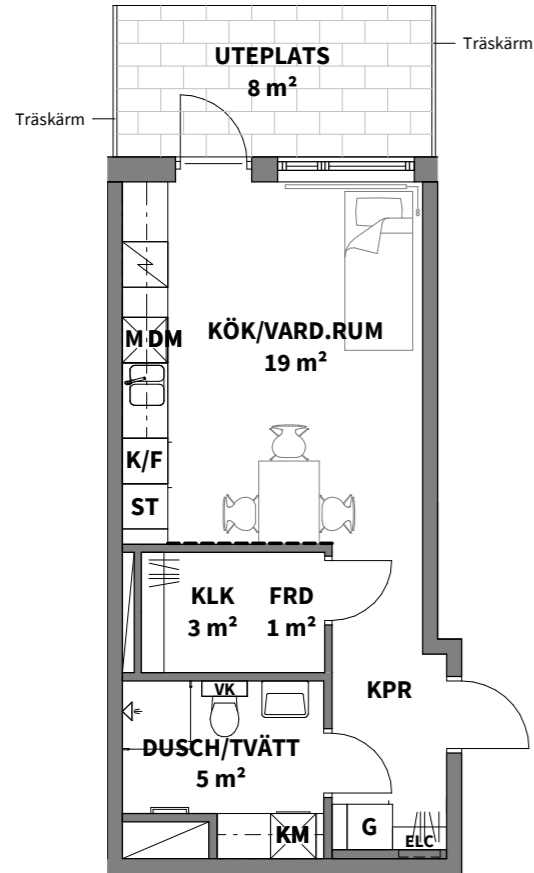 UTEPLATS
8 m²
Träskärm
Träskärm
M DM
KÖK/VARD.RUM
19 m²
K/F
ST
KLK
3 m²
FRD
1 m²
VK
KPR
DUSCH/TVÄTT
5 m²
KM
G
ELC